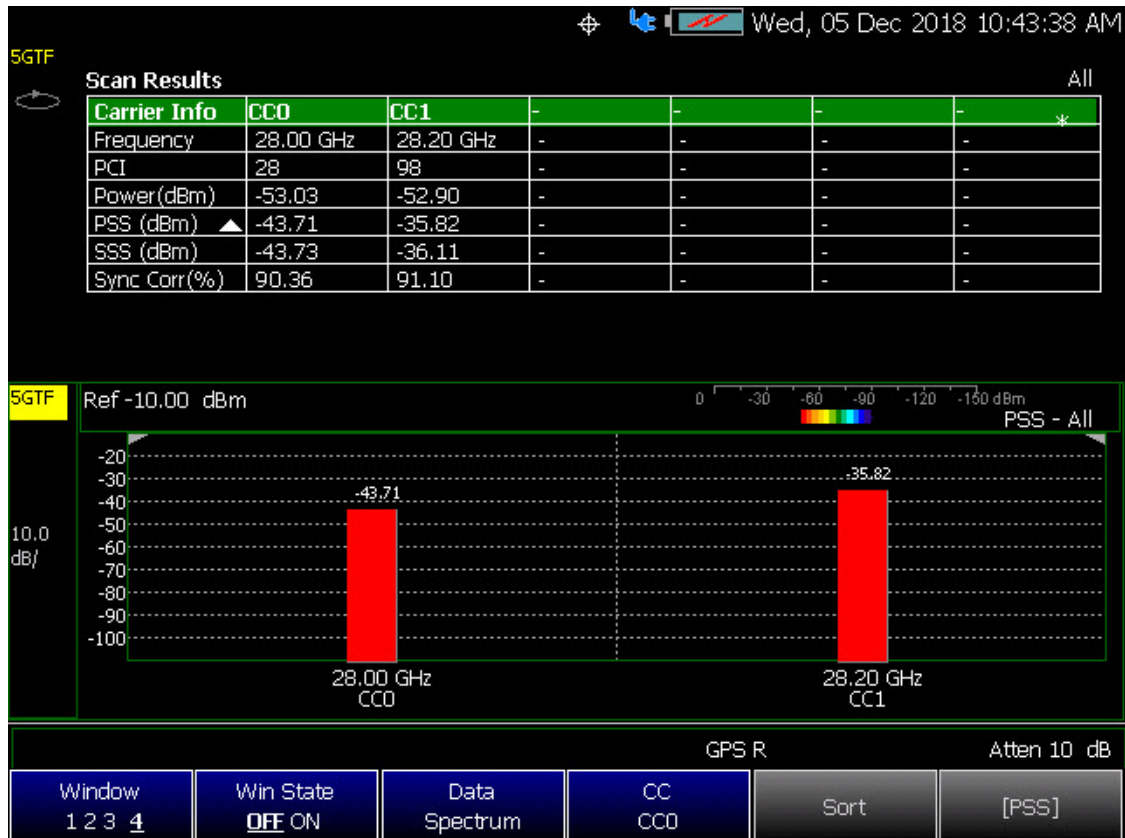 Wed, 05 Dec 2018 10:43:38 AM
5GTF
Scan Results All
Carrier Info CC0 CC1 - - - - *
Frequency 28.00 GHz 28.20 GHz - - - -
PCI 28 98 - - - -
Power(dBm) -53.03 -52.90 - - - -
PSS (dBm) -43.71 -35.82 - - - -
SSS (dBm) -43.73 -36.11 - - - -
Sync Corr(%) 90.36 91.10 - - - -
5GTF
Ref -10.00 dBm
0 -30 -60 -90 -120 -150 dBm
PSS - All
-20
-30
-40
-50
-60
-70
-80
-90
-100
10.0
dB/
-43.71
-35.82
28.00 GHz 28.20 GHz
CC0 CC1
GPS R Atten 10 dB
Window Win State Data CC Sort [PSS]
1 2 3 4 OFF ON Spectrum CC0